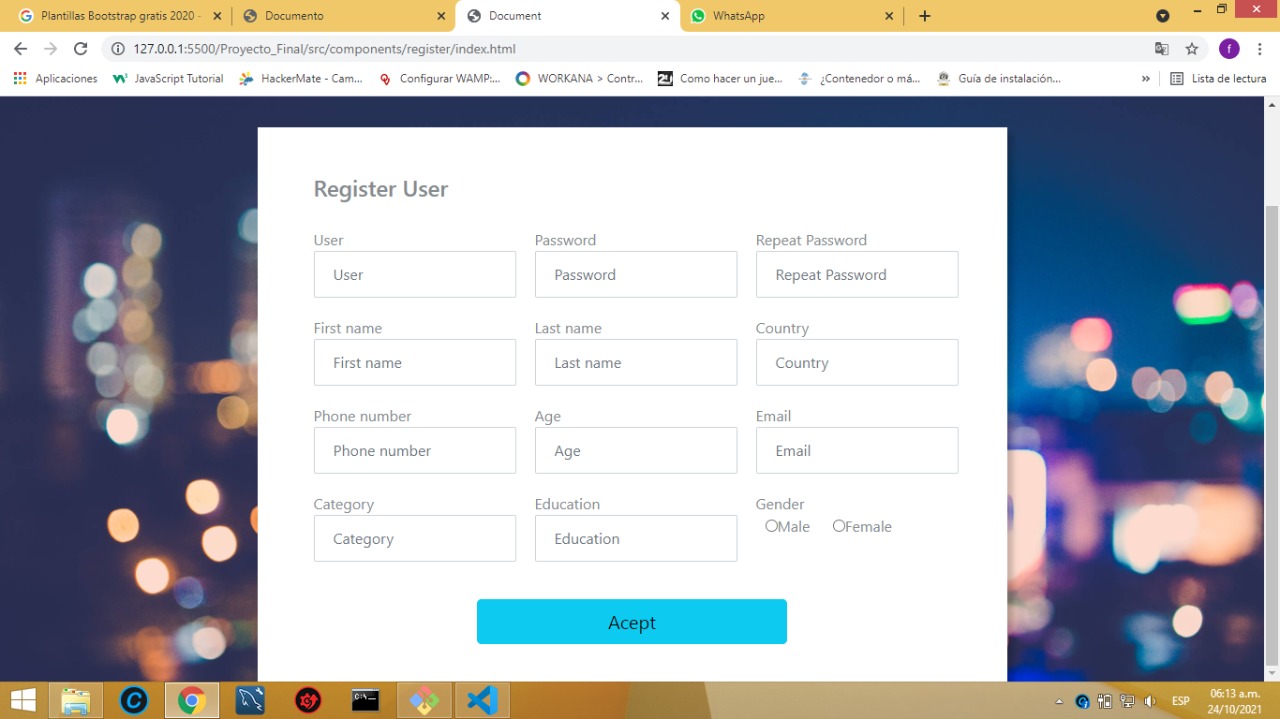 Plantillas Bootstrap gratis 2020 -
Documento
Document
WhatsApp
127.0.0.1:5500/Proyecto_Final/src/components/register/index.html
f
Aplicaciones
JavaScript Tutorial
HackerMate - Cam...
Configurar WAMP:...
WORKANA > Contr...
Como hacer un jue...
¿Contenedor o má...
Guía de instalación...
»
Lista de lectura
Register User
User
Password
Repeat Password
User
Password
Repeat Password
First name
Last name
Country
First name
Last name
Country
Phone number
Age
Email
Phone number
Age
Email
Category
Education
Gender
Male
Female
Category
Education
Acept
ESP
06:13 a.m.
24/10/2021